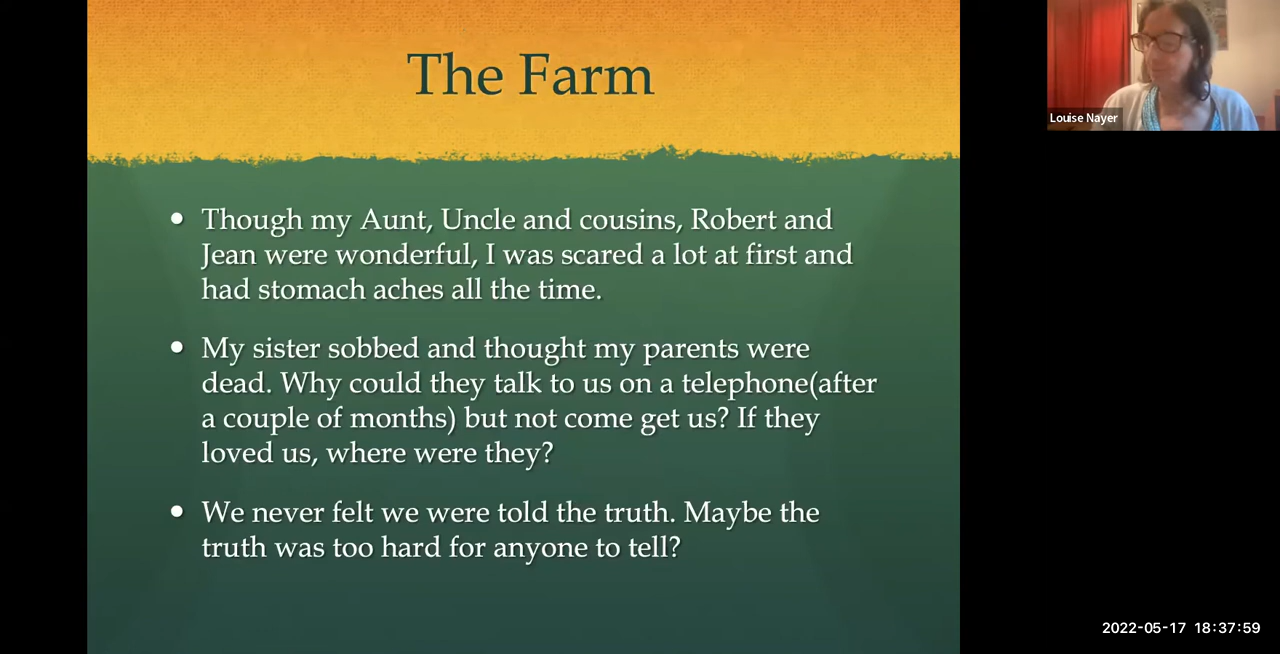 The Farm
Louise Nayer
• Though my Aunt, Uncle and cousins, Robert and
Jean were wonderful, I was scared a lot at first and
had stomach aches all the time.
• My sister sobbed and thought my parents were
dead. Why could they talk to us on a telephone(after
a couple of months) but not come get us? If they
loved us, where were they?
• We never felt we were told the truth. Maybe the
truth was too hard for anyone to tell?
2022-05-17 18:37:59